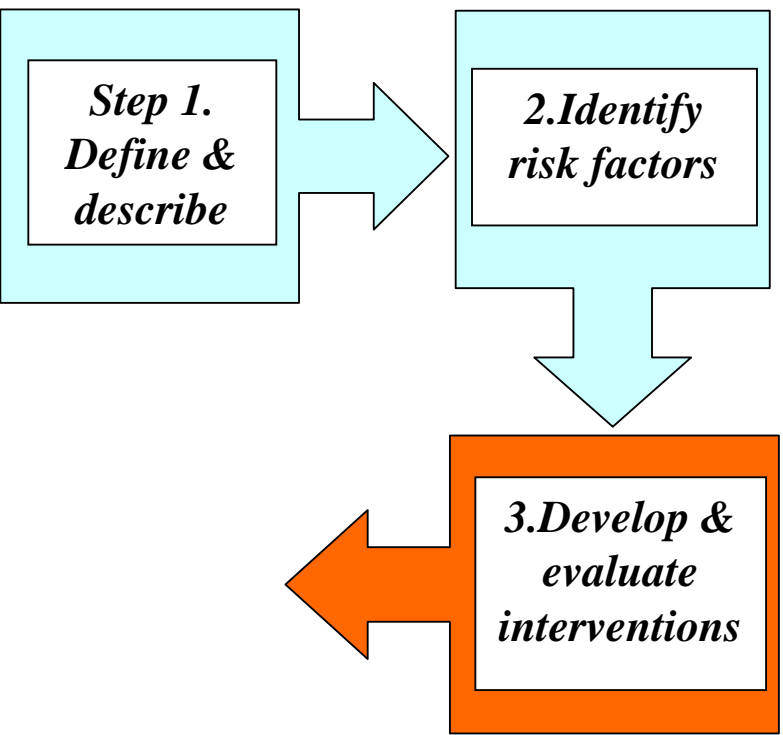 Step 1.
Define &
describe
2.Identify
risk factors
3.Develop &
evaluate
interventions